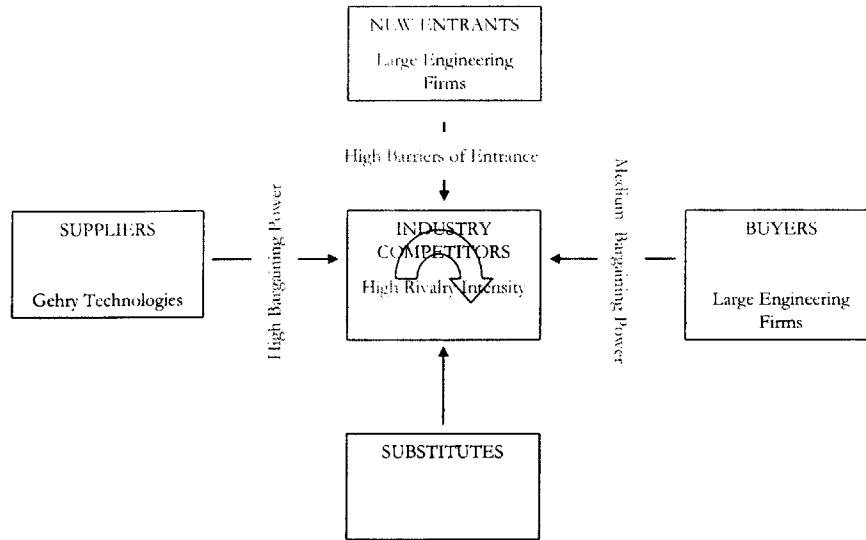 NEW ENTRANTS
Large Engineering
Firms
High Barriers of Entrance
SUPPLIERS
Gehry Technologies
High Bargaining Power
INDUSTRY
COMPETITORS
High Rivalry Intensity
Medium Bargaining Power
BUYERS
Large Engineering
Firms
SUBSTITUTES